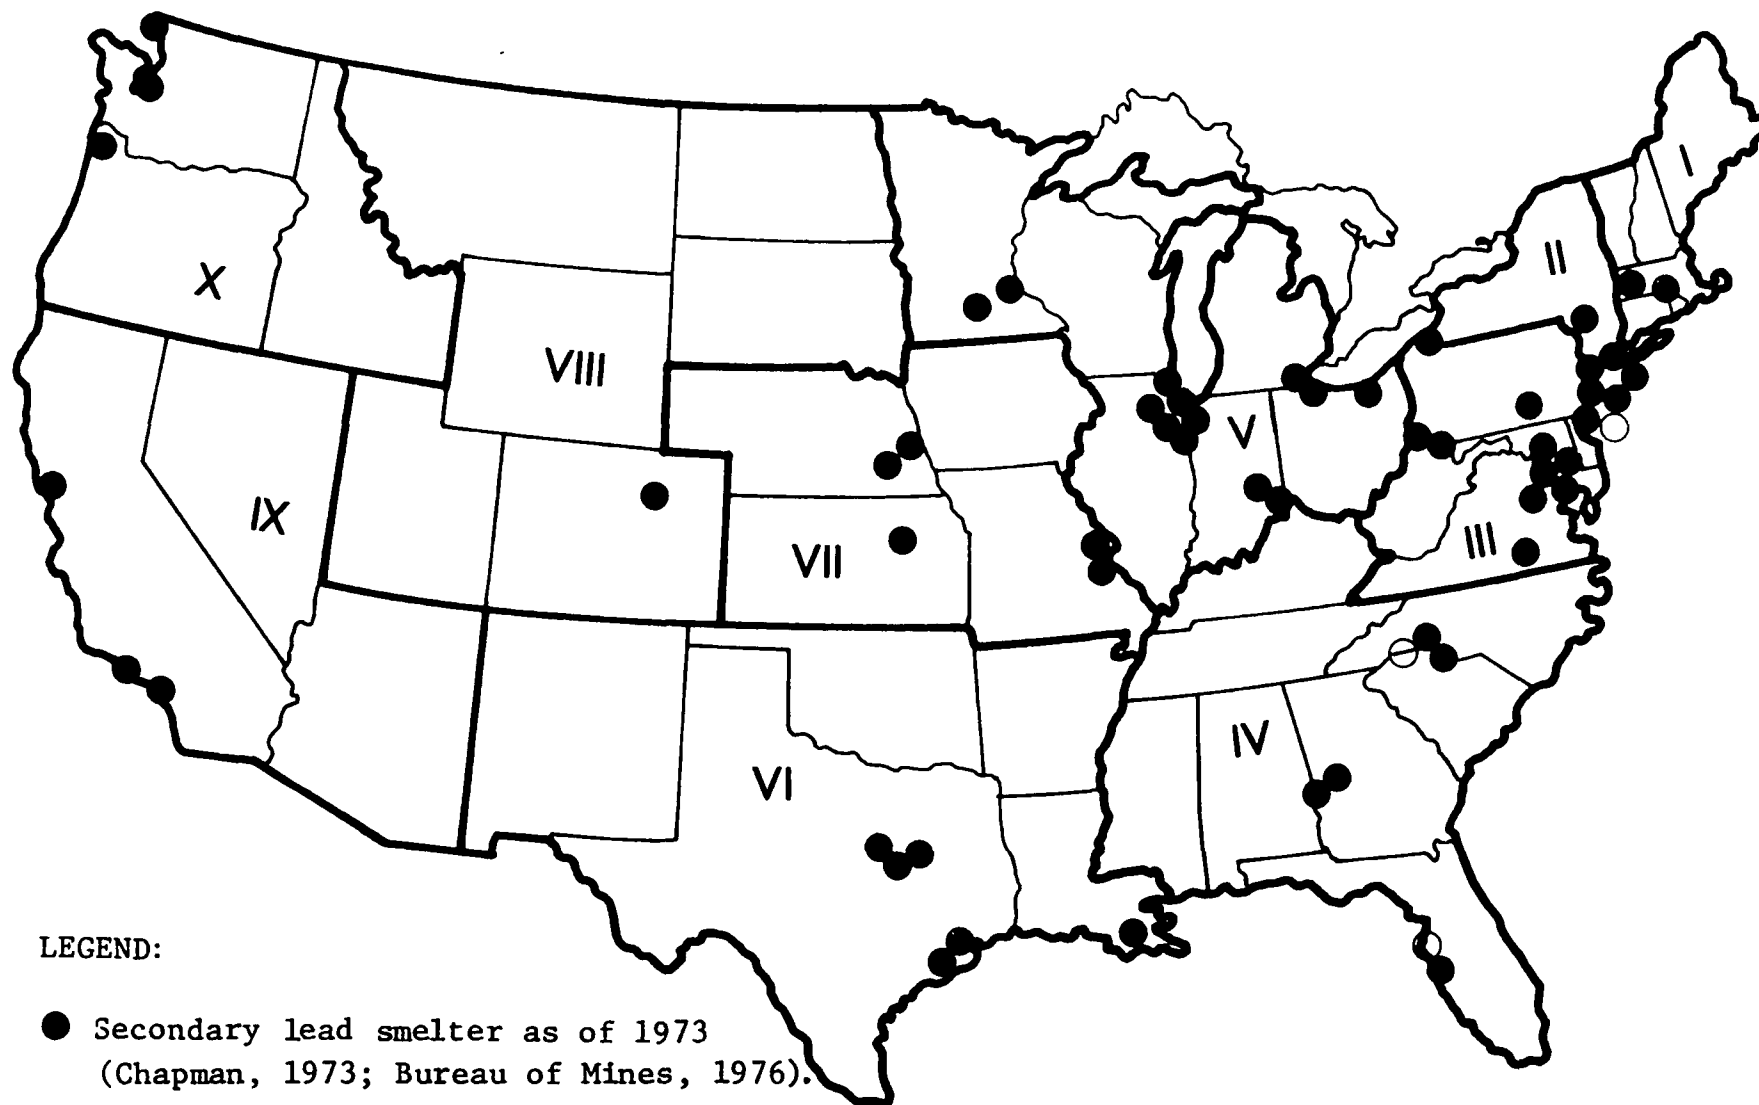 I
II
X
VIII
V
IX
VII
III
IV
VI
LEGEND:
Secondary lead smelter as of 1973
(Chapman, 1973; Bureau of Mines, 1976).